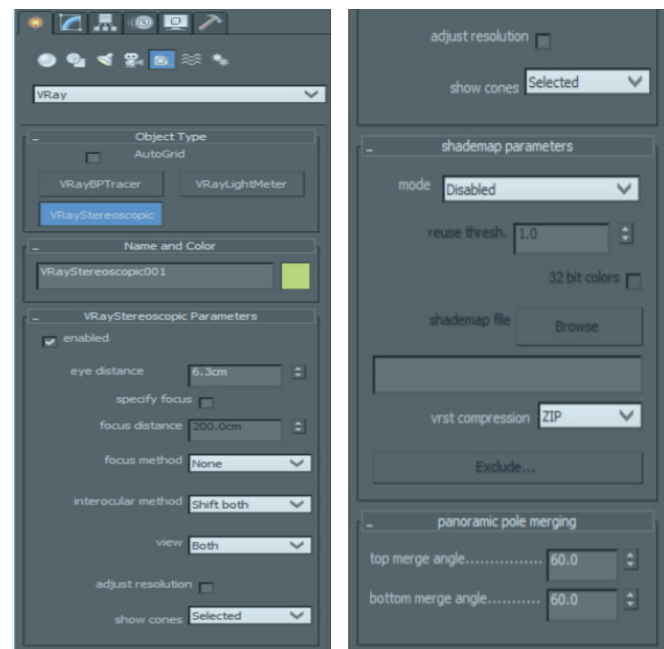 VRay
Object Type
AutoGrid
VRayBPTracer VRayLightMeter
VRayStereoscopic
Name and Color
VRayStereoscopic001
VRayStereoscopic Parameters
enabled
eye distance 6.3cm
specify focus
focus distance 200.0cm
focus method None
interocular method Shift both
view Both
adjust resolution
show cones Selected
adjust resolution
show cones Selected
shademap parameters
mode Disabled
reuse thresh. 1.0
32 bit colors
shademap file Browse
vrst compression ZIP
Exclude...
panoramic pole merging
top merge angle................ 60.0
bottom merge angle........... 60.0